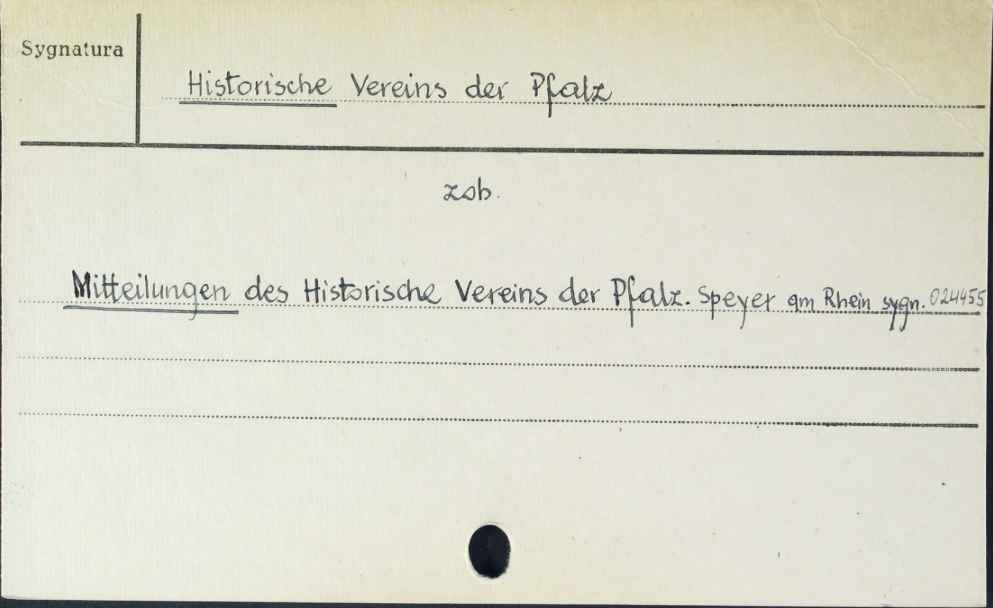 Sygnatura
Historische Vereins der Pfalz
zob.
Mitteilungen des Historische Vereins der Pfalz. Speyer am Rhein sygn. 024455